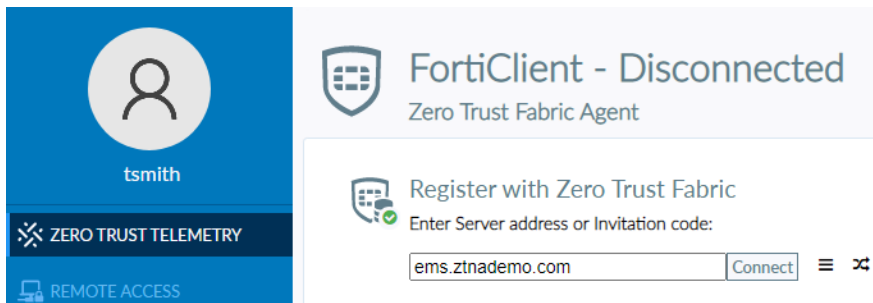 tsmith
ZERO TRUST TELEMETRY
REMOTE ACCESS
FortiClient - Disconnected
Zero Trust Fabric Agent
Register with Zero Trust Fabric
Enter Server address or Invitation code:
ems.ztnademo.com
Connect